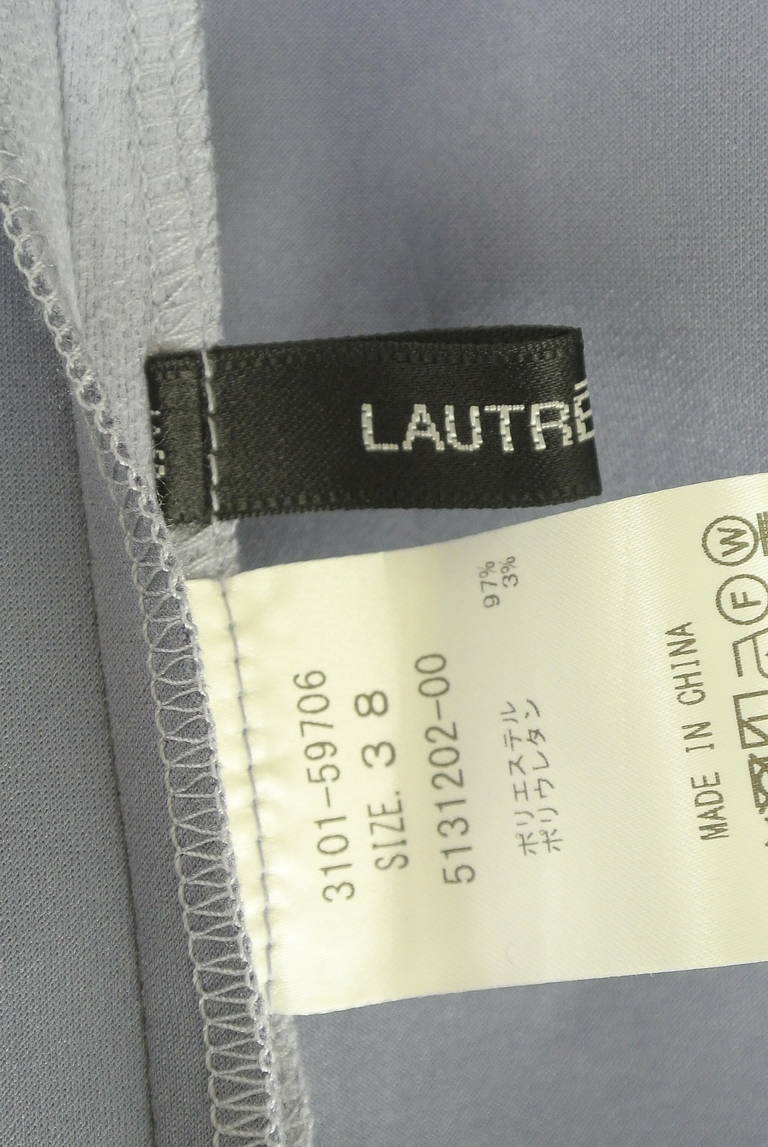 LAUTRÉ
3101-59706
SIZE. 38
5131202-00
ポリエステル 97%
ポリウレタン 3%
MADE IN CHINA
F W